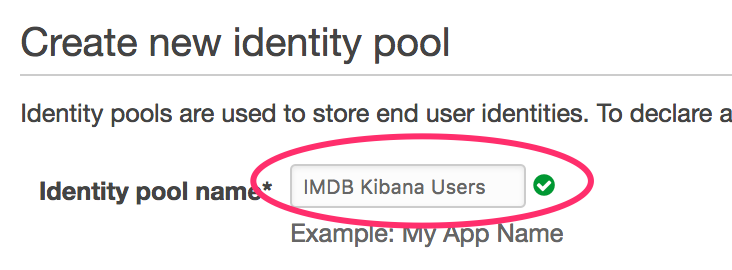 Create new identity pool
Identity pools are used to store end user identities. To declare a
Identity pool name* IMDB Kibana Users
Example: My App Name